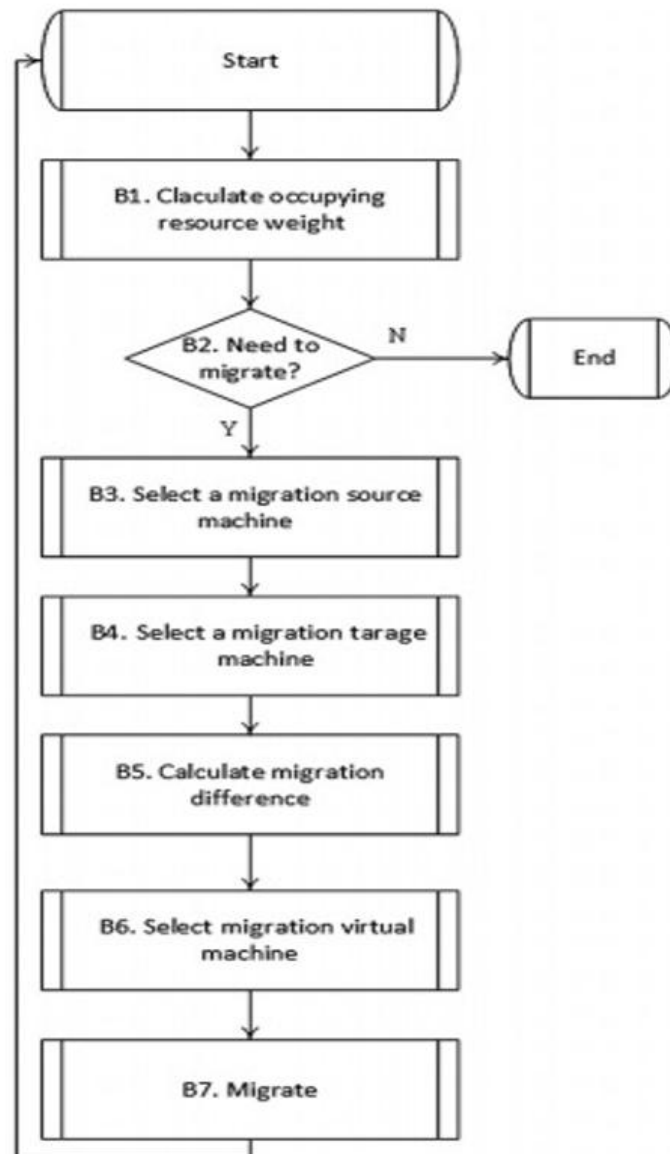 Start
B1. Claculate occupying
resource weight
B2. Need to
migrate?
N
End
Y
B3. Select a migration source
machine
B4. Select a migration tarage
machine
B5. Calculate migration
difference
B6. Select migration virtual
machine
B7. Migrate